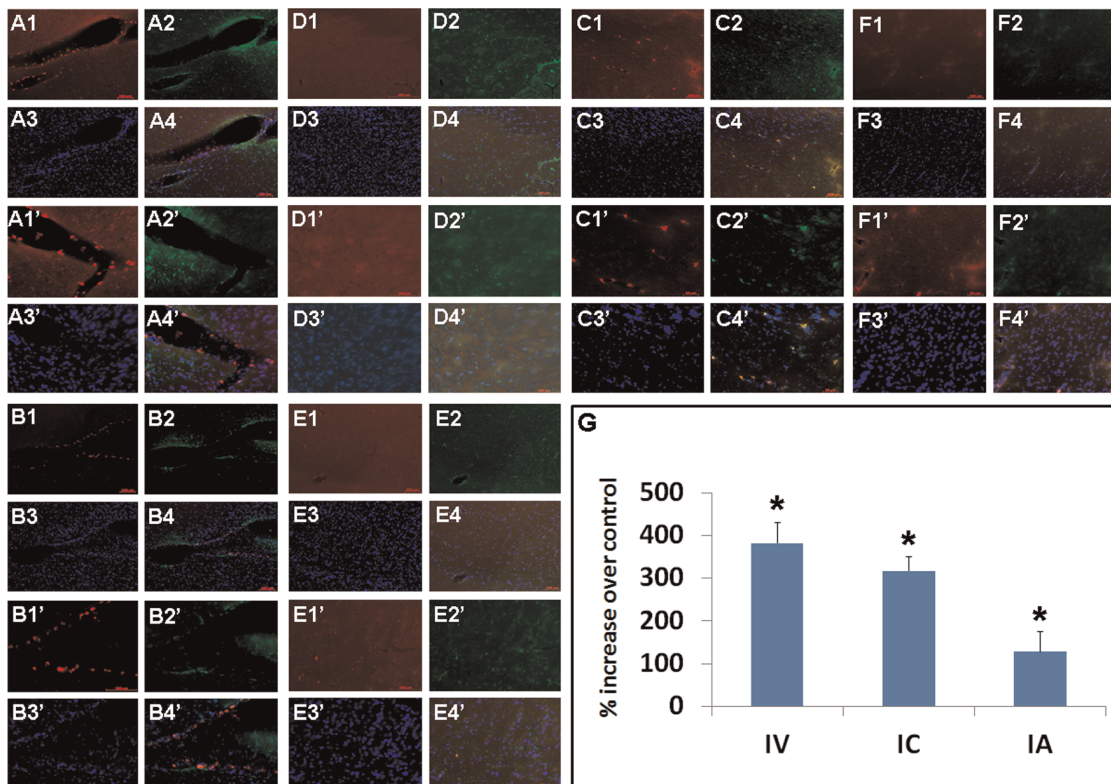 A1 A2 D1 D2 C1 C2 F1 F2
A3 A4 D3 D4 C3 C4 F3 F4
A1' A2' D1' D2' C1' C2' F1' F2'
A3' A4' D3' D4' C3' C4' F3' F4'
B1 B2 E1 E2
B3 B4 E3 E4
B1' B2' E1' E2'
B3' B4' E3' E4'
G
% increase over control
500
400
300
200
100
0
* * *
IV IC IA